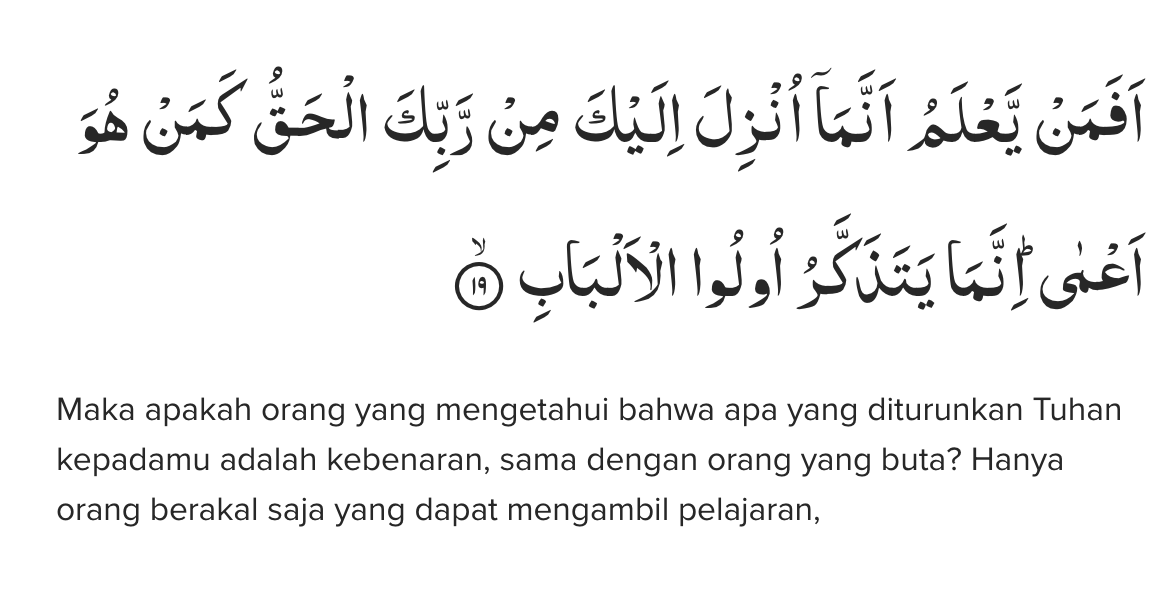 اَفَمَنْ يَّعْلَمُ اَنَّمَآ اُنْزِلَ اِلَيْكَ مِنْ رَّبِّكَ الْحَقُّ كَمَنْ هُوَ
اَعْمٰىۗ اِنَّمَا يَتَذَكَّرُ اُولُوا الْاَلْبَابِۙ ١٩
Maka apakah orang yang mengetahui bahwa apa yang diturunkan Tuhan
kepadamu adalah kebenaran, sama dengan orang yang buta? Hanya
orang berakal saja yang dapat mengambil pelajaran,